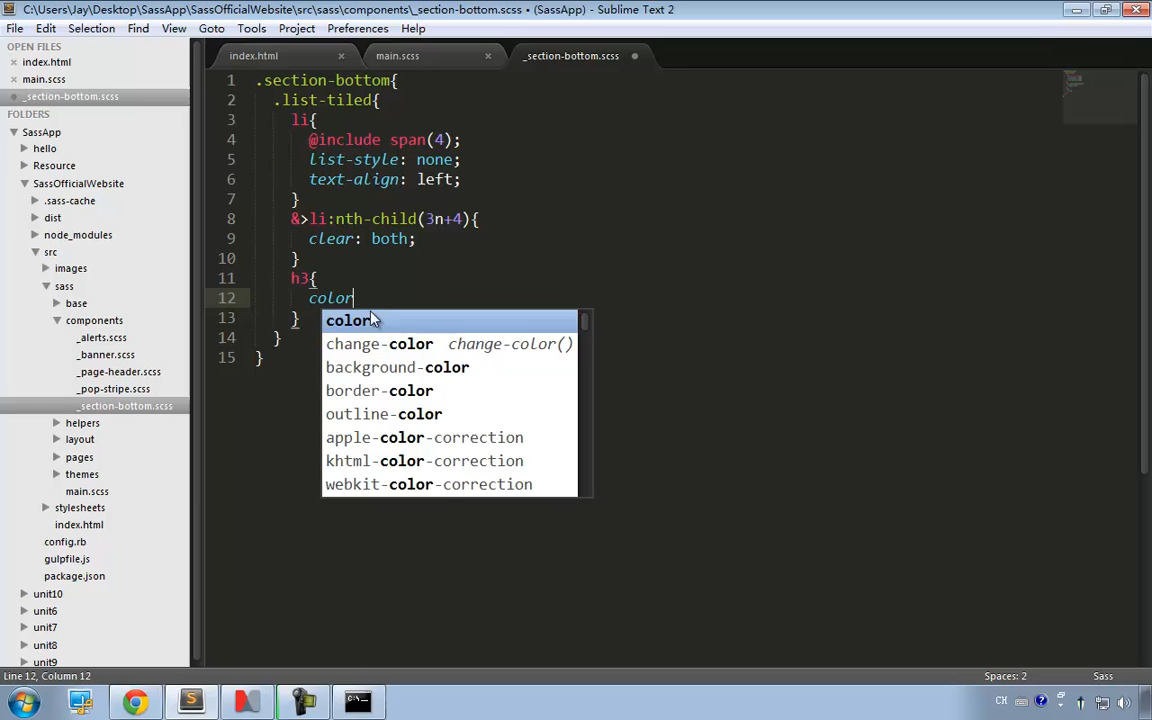 C:\Users\Jay\Desktop\SassApp\SassOfficialWebsite\src\sass\components\_section-bottom.scss • (SassApp) - Sublime Text 2
File Edit Selection Find View Goto Tools Project Preferences Help
OPEN FILES
index.html
main.scss
_section-bottom.scss
FOLDERS
SassApp
hello
Resource
SassOfficialWebsite
.sass-cache
dist
node_modules
src
images
sass
base
components
_alerts.scss
_banner.scss
_page-header.scss
_pop-stripe.scss
_section-bottom.scss
helpers
layout
pages
themes
main.scss
stylesheets
index.html
config.rb
gulpfile.js
package.json
unit10
unit6
unit7
unit8
unit9
index.html main.scss _section-bottom.scss
1 .section-bottom{
2 .list-tiled{
3 li{
4 @include span(4);
5 list-style: none;
6 text-align: left;
7 }
8 &>li:nth-child(3n+4){
9 clear: both;
10 }
11 h3{
12 color
13 }
14 }
15 }
color
change-color change-color()
background-color
border-color
outline-color
apple-color-correction
khtml-color-correction
webkit-color-correction
Line 12, Column 12 Spaces: 2 Sass
CH